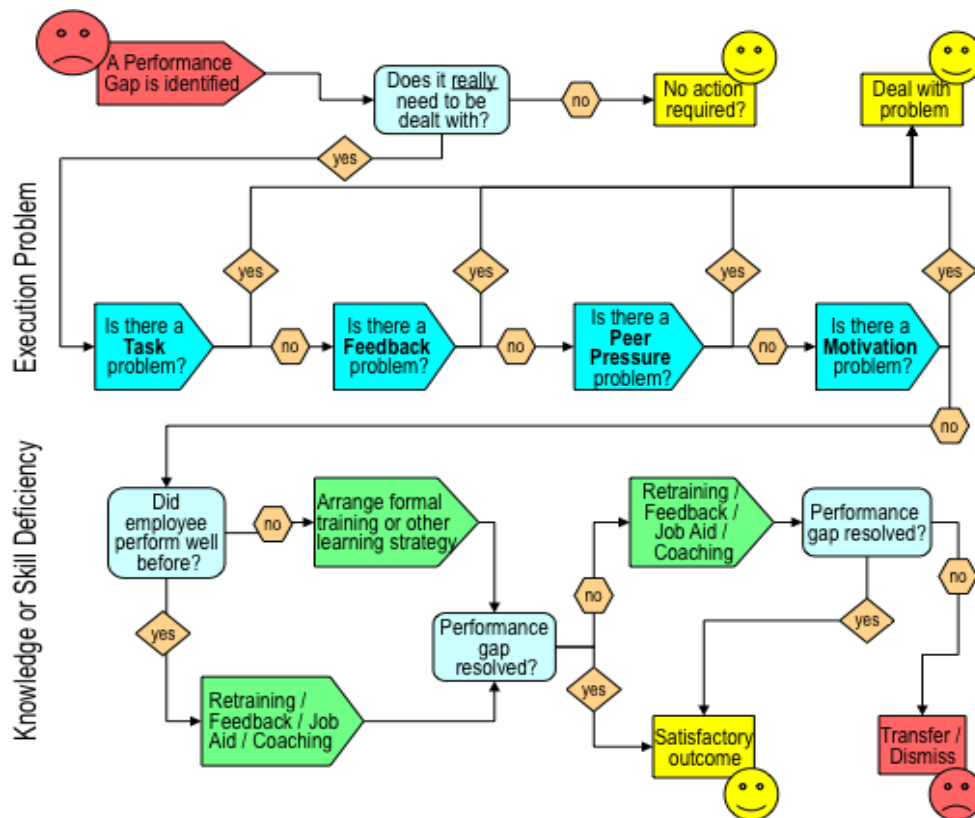 A Performance
Gap is identified
Does it really
need to be
dealt with?
no
No action
required?
Deal with
problem
yes
Execution Problem
yes
yes
yes
yes
Is there a
Task
problem?
no
Is there a
Feedback
problem?
no
Is there a
Peer
Pressure
problem?
no
Is there a
Motivation
problem?
no
Knowledge or Skill Deficiency
Did
employee
perform well
before?
no
Arrange formal
training or other
learning strategy
yes
Retraining /
Feedback / Job
Aid / Coaching
Performance
gap
resolved?
no
yes
Retraining /
Feedback /
Job Aid /
Coaching
Performance
gap resolved?
no
yes
Satisfactory
outcome
Transfer /
Dismiss